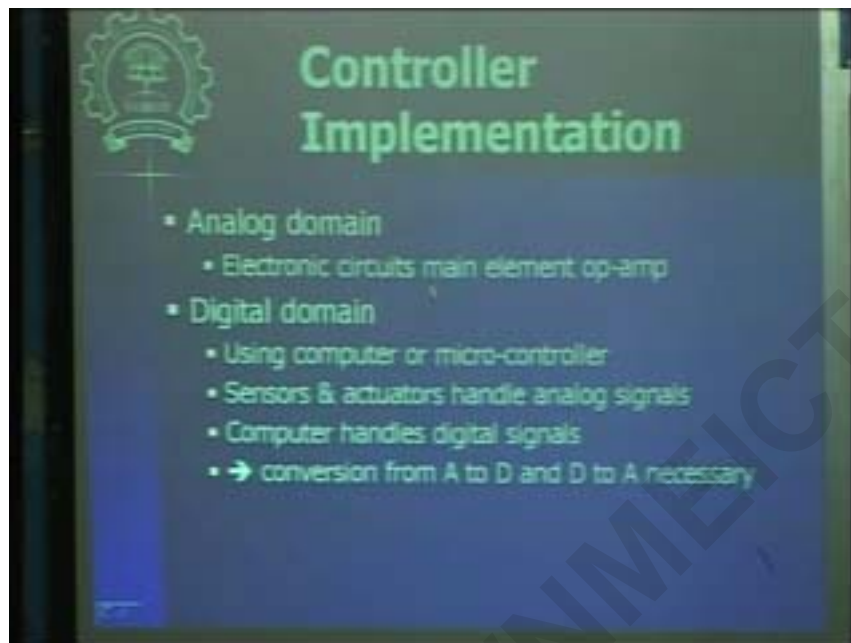 Controller
Implementation
▪ Analog domain
▪ Electronic circuits main element op-amp
▪ Digital domain
▪ Using computer or micro-controller
▪ Sensors & actuators handle analog signals
▪ Computer handles digital signals
▪ → conversion from A to D and D to A necessary
NMEICT